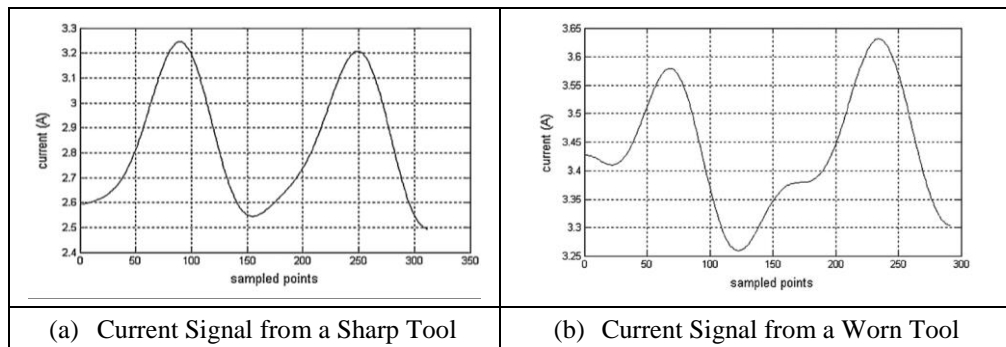 3.3
3.2
3.1
3
2.9
2.8
2.7
2.6
2.5
2.4
current (A)
0 50 100 150 200 250 300 350
sampled points
(a) Current Signal from a Sharp Tool
3.65
3.6
3.55
3.5
3.45
3.4
3.35
3.3
3.25
current (A)
0 50 100 150 200 250 300
sampled points
(b) Current Signal from a Worn Tool